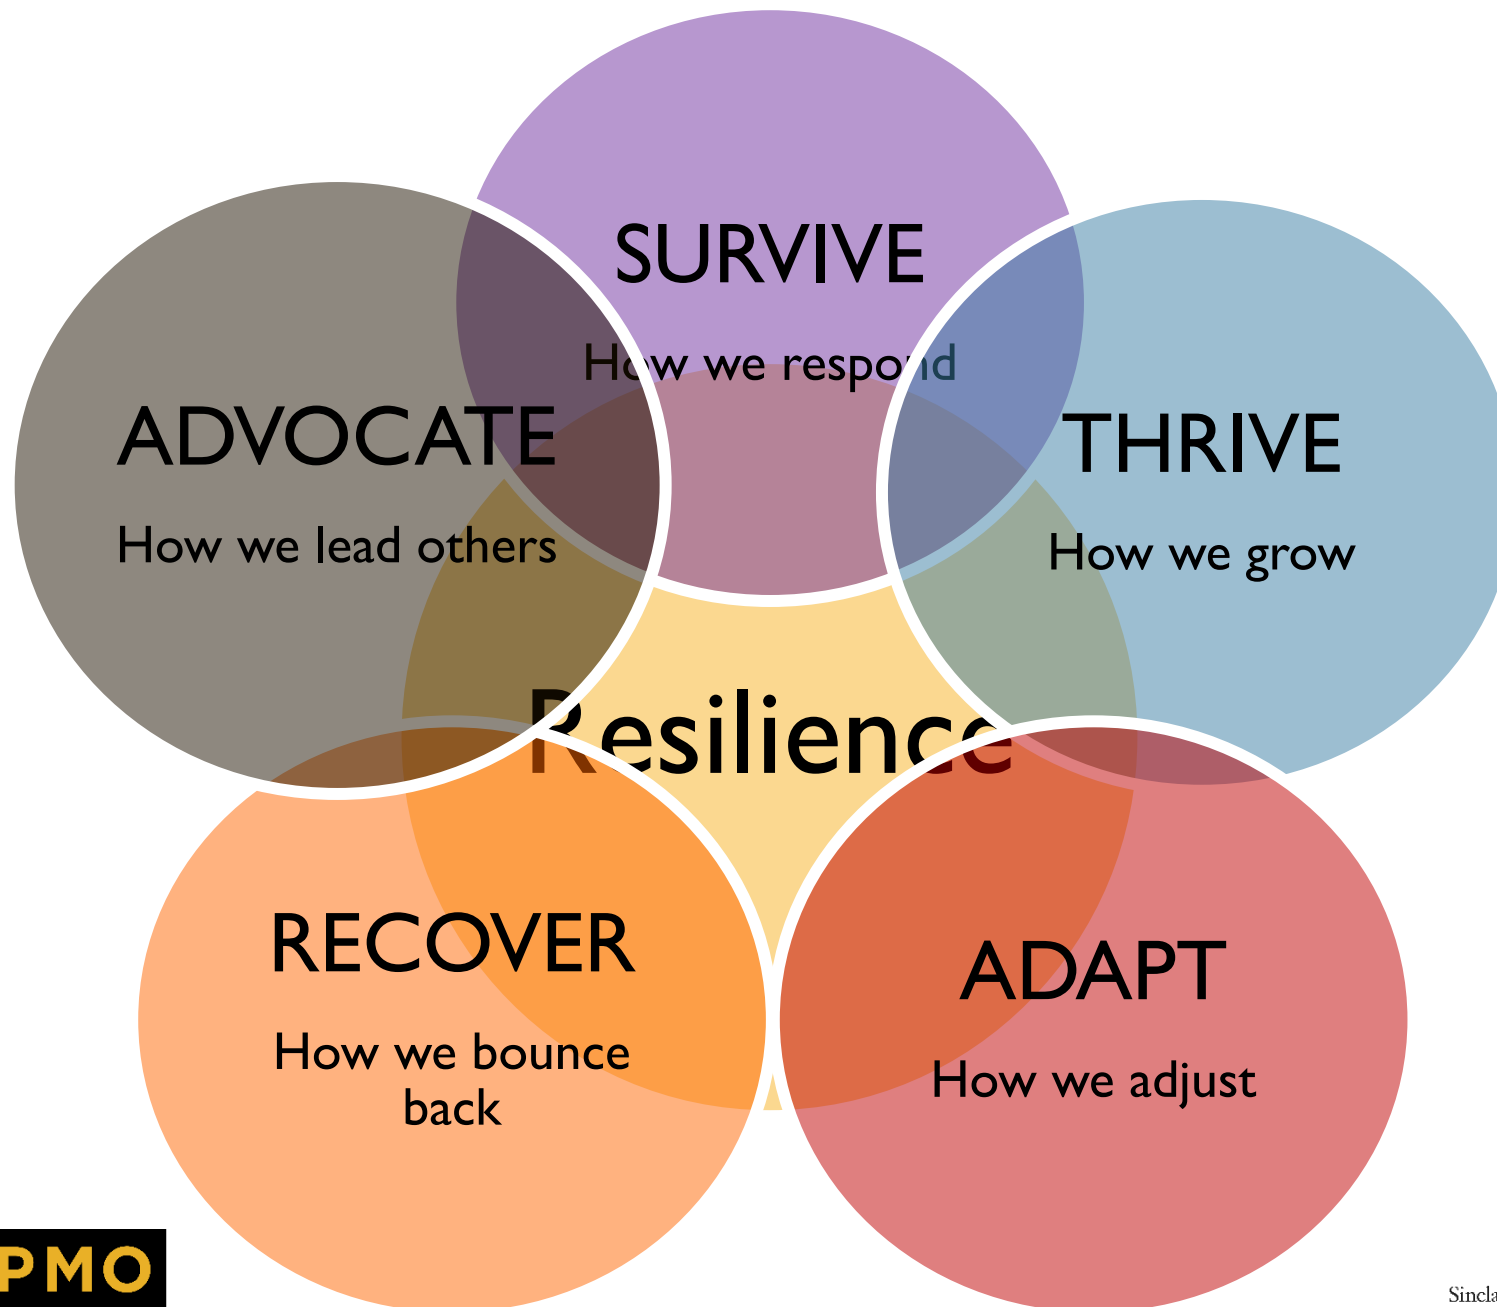 SURVIVE
How we respond
ADVOCATE
How we lead others
THRIVE
How we grow
Resilience
RECOVER
How we bounce
back
ADAPT
How we adjust
PMO